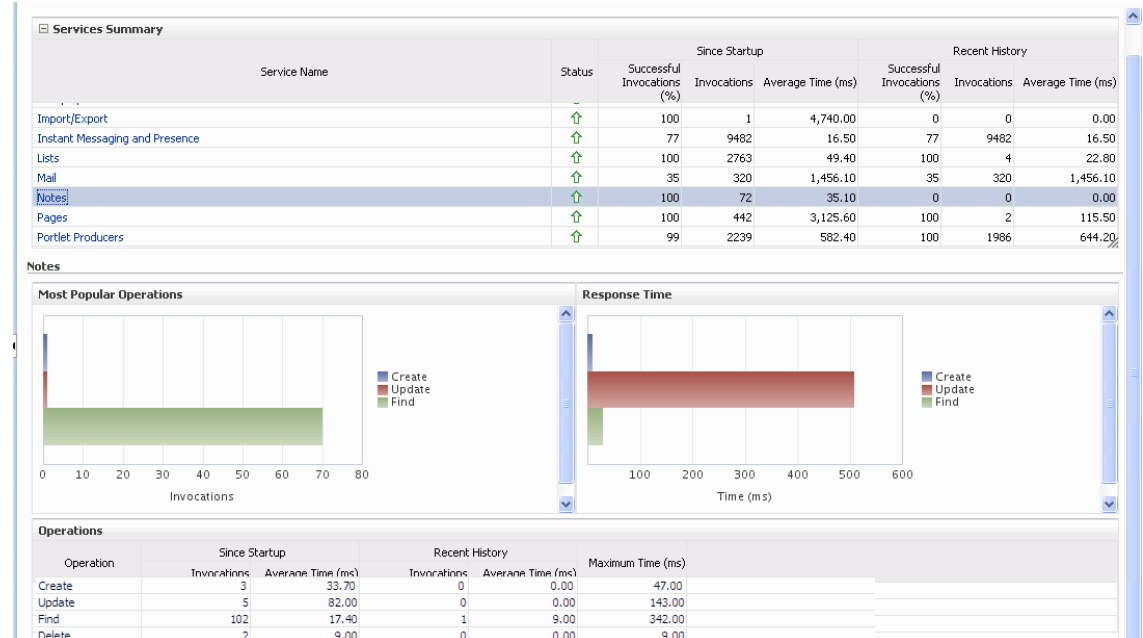 Services Summary
Since Startup Recent History
Service Name Status Successful Invocations (%) Invocations Average Time (ms) Successful Invocations (%) Invocations Average Time (ms)
Import/Export 100 1 4,740.00 0 0 0.00
Instant Messaging and Presence 77 9482 16.50 77 9482 16.50
Lists 100 2763 49.40 100 4 22.80
Mail 35 320 1,456.10 35 320 1,456.10
Notes 100 72 35.10 0 0 0.00
Pages 100 442 3,125.60 100 2 115.50
Portlet Producers 99 2239 582.40 100 1986 644.20
Notes
Most Popular Operations
Create
Update
Find
0 10 20 30 40 50 60 70 80
Invocations
Response Time
Create
Update
Find
100 200 300 400 500 600
Time (ms)
Operations
Since Startup Recent History
Operation Invocations Average Time (ms) Invocations Average Time (ms) Maximum Time (ms)
Create 3 33.70 0 0.00 47.00
Update 5 82.00 0 0.00 143.00
Find 102 17.40 1 9.00 342.00
Delete 2 9.00 0 0.00 9.00